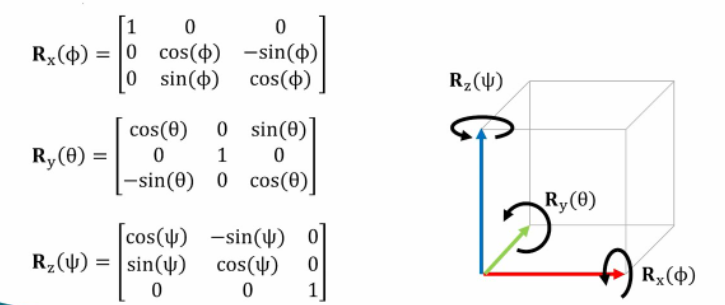 R_x(ϕ) = [1 0 0
0 cos(ϕ) −sin(ϕ)
0 sin(ϕ) cos(ϕ)]
R_y(θ) = [cos(θ) 0 sin(θ)
0 1 0
−sin(θ) 0 cos(θ)]
R_z(ψ) = [cos(ψ) −sin(ψ) 0
sin(ψ) cos(ψ) 0
0 0 1]
R_z(ψ)
R_y(θ)
R_x(ϕ)